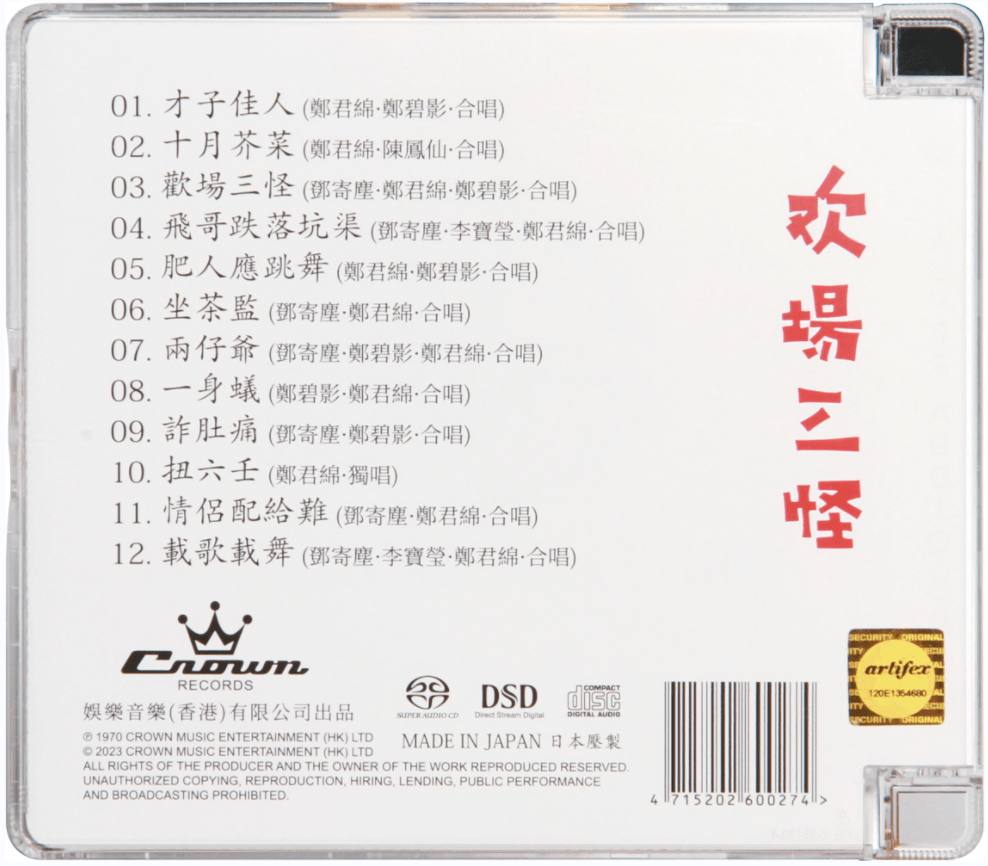 01. 才子佳人 (鄭君綿·鄭碧影·合唱)
02. 十月芥菜 (鄭君綿·陳鳳仙·合唱)
03. 歡場三怪 (鄧寄塵·鄭君綿·鄭碧影·合唱)
04. 飛哥跌落坑渠 (鄧寄塵·李寶瑩·鄭君綿·合唱)
05. 肥人應跳舞 (鄭君綿·鄭碧影·合唱)
06. 坐茶監 (鄧寄塵·鄭君綿·合唱)
07. 兩仔爺 (鄧寄塵·鄭碧影·鄭君綿·合唱)
08. 一身蟻 (鄭碧影·鄭君綿·合唱)
09. 詐肚痛 (鄧寄塵·鄭碧影·合唱)
10. 扭六壬 (鄭君綿·獨唱)
11. 情侶配給難 (鄧寄塵·鄭君綿·合唱)
12. 載歌載舞 (鄧寄塵·李寶瑩·鄭君綿·合唱)
欢場三怪
Crown
RECORDS
娛樂音樂(香港)有限公司出品
℗ 1970 CROWN MUSIC ENTERTAINMENT (HK) LTD
© 2023 CROWN MUSIC ENTERTAINMENT (HK) LTD
ALL RIGHTS OF THE PRODUCER AND THE OWNER OF THE WORK REPRODUCED RESERVED.
UNAUTHORIZED COPYING, REPRODUCTION, HIRING, LENDING, PUBLIC PERFORMANCE
AND BROADCASTING PROHIBITED.
SUPER AUDIO CD
DSD
Direct Stream Digital
COMPACT
disc
DIGITAL AUDIO
MADE IN JAPAN 日本壓製
4 715202 600274 >
SECURITY ORIGINAL
artifex
120E1354680
SECURITY ORIGINAL